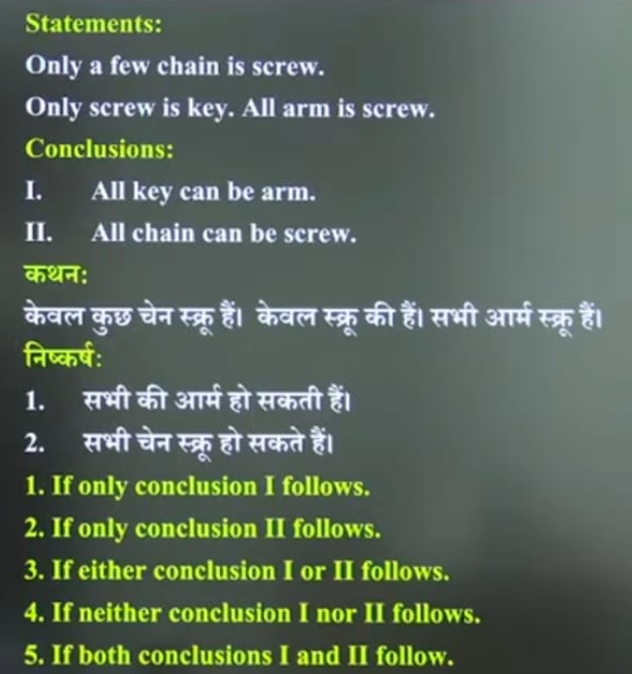 Statements:
Only a few chain is screw.
Only screw is key. All arm is screw.
Conclusions:
I. All key can be arm.
II. All chain can be screw.
कथन:
केवल कुछ चेन स्क्रू हैं। केवल स्क्रू की हैं। सभी आर्म स्क्रू हैं।
निष्कर्ष:
1. सभी की आर्म हो सकती हैं।
2. सभी चेन स्क्रू हो सकते हैं।
1. If only conclusion I follows.
2. If only conclusion II follows.
3. If either conclusion I or II follows.
4. If neither conclusion I nor II follows.
5. If both conclusions I and II follow.